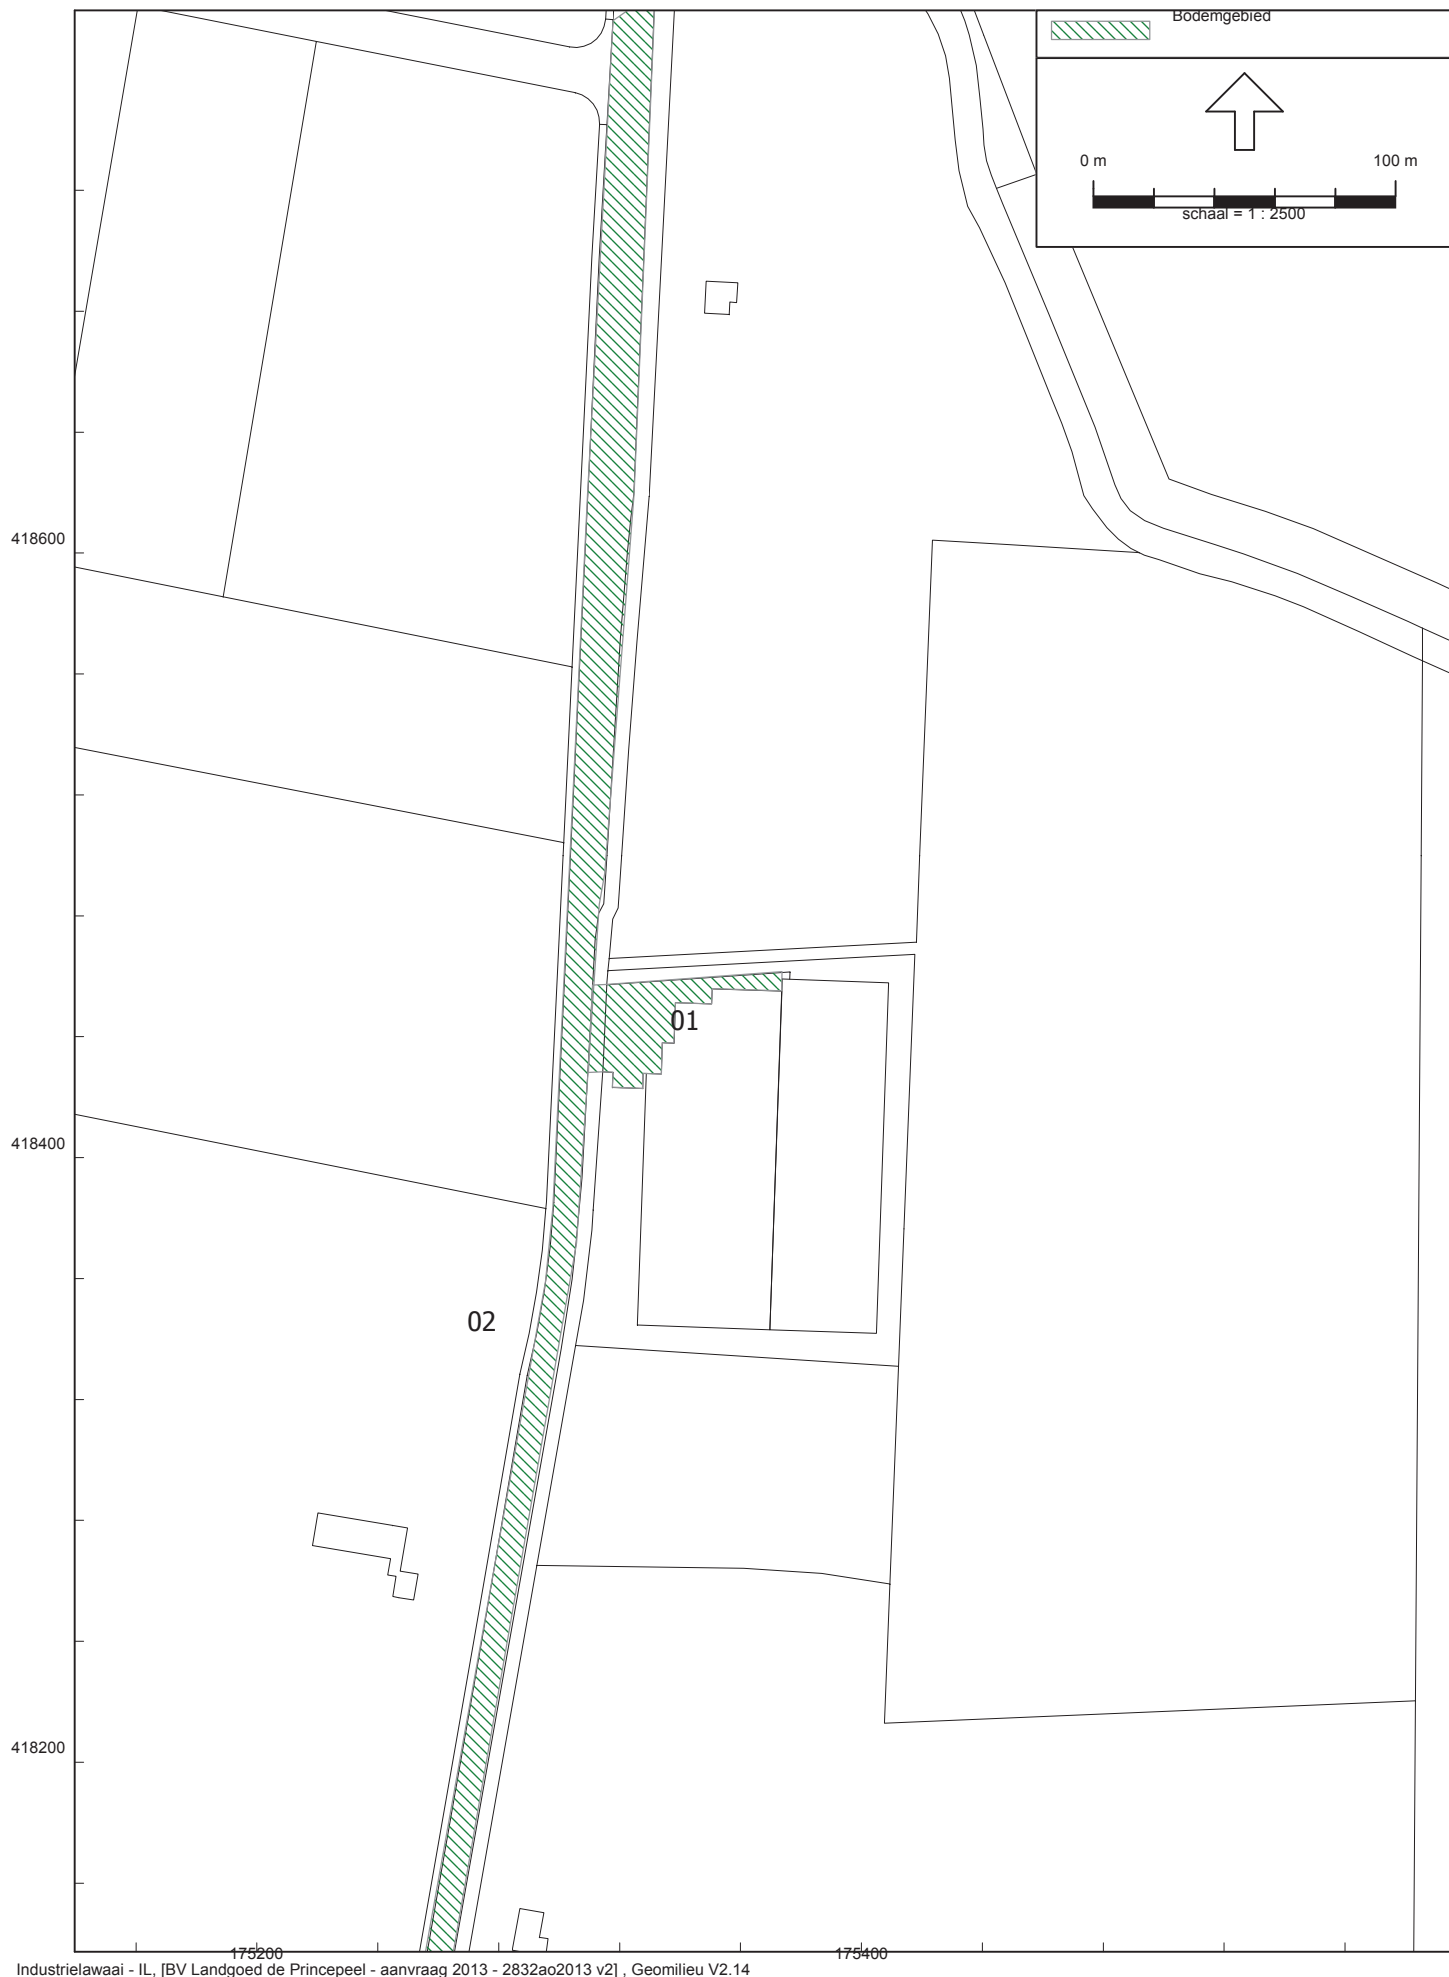 Bodemgebied
0 m 100 m
schaal = 1 : 2500
418600
01
418400
02
418200
175200 175400
Industrielawaai - IL, [BV Landgoed de Princepeel - aanvraag 2013 - 2832ao2013 v2] , Geomilieu V2.14